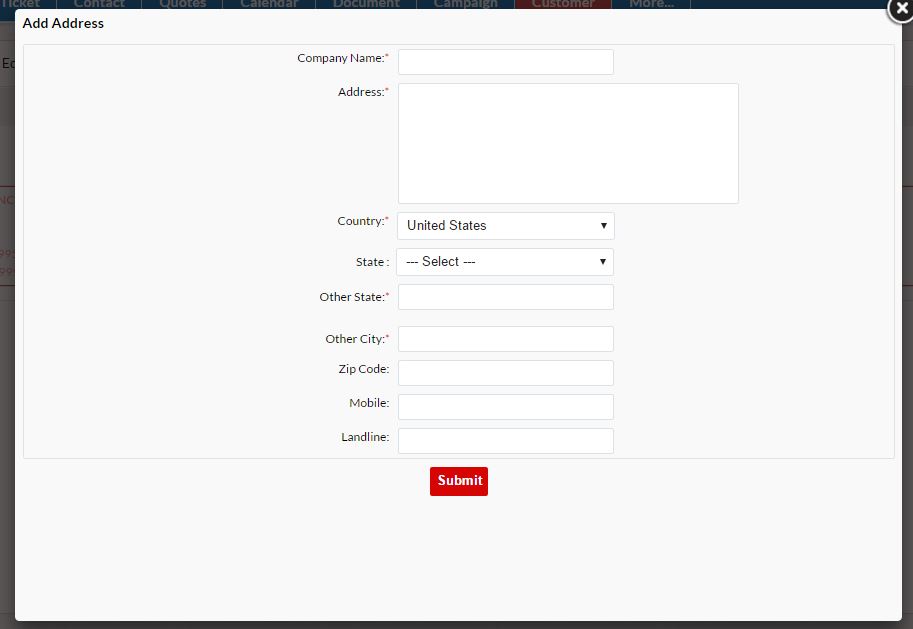 Ticket Contact Quotes Calendar Document Campaign Customer More...
Add Address
Company Name:*
Address:*
Country:* United States
State : --- Select ---
Other State:*
Other City:*
Zip Code:
Mobile:
Landline:
Submit